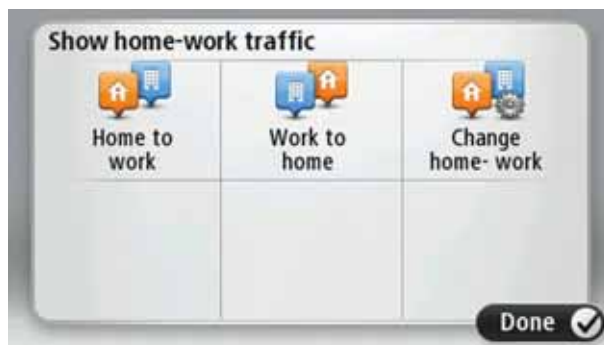 Show home-work traffic
Home to
work
Work to
home
Change
home- work
Done